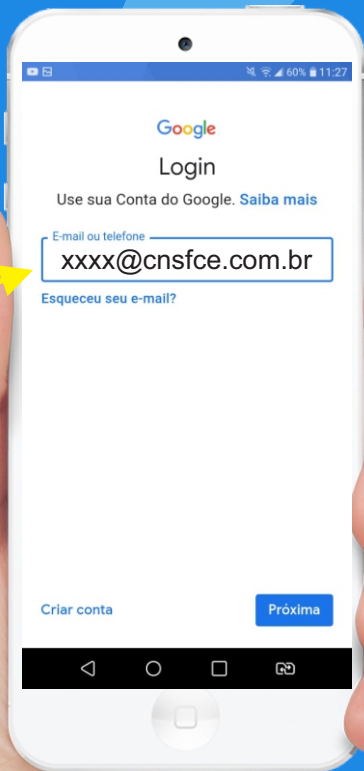 60% 11:27
Google
Login
Use sua Conta do Google. Saiba mais
E-mail ou telefone
xxxx@cnsfce.com.br
Esqueceu seu e-mail?
Criar conta
Próxima